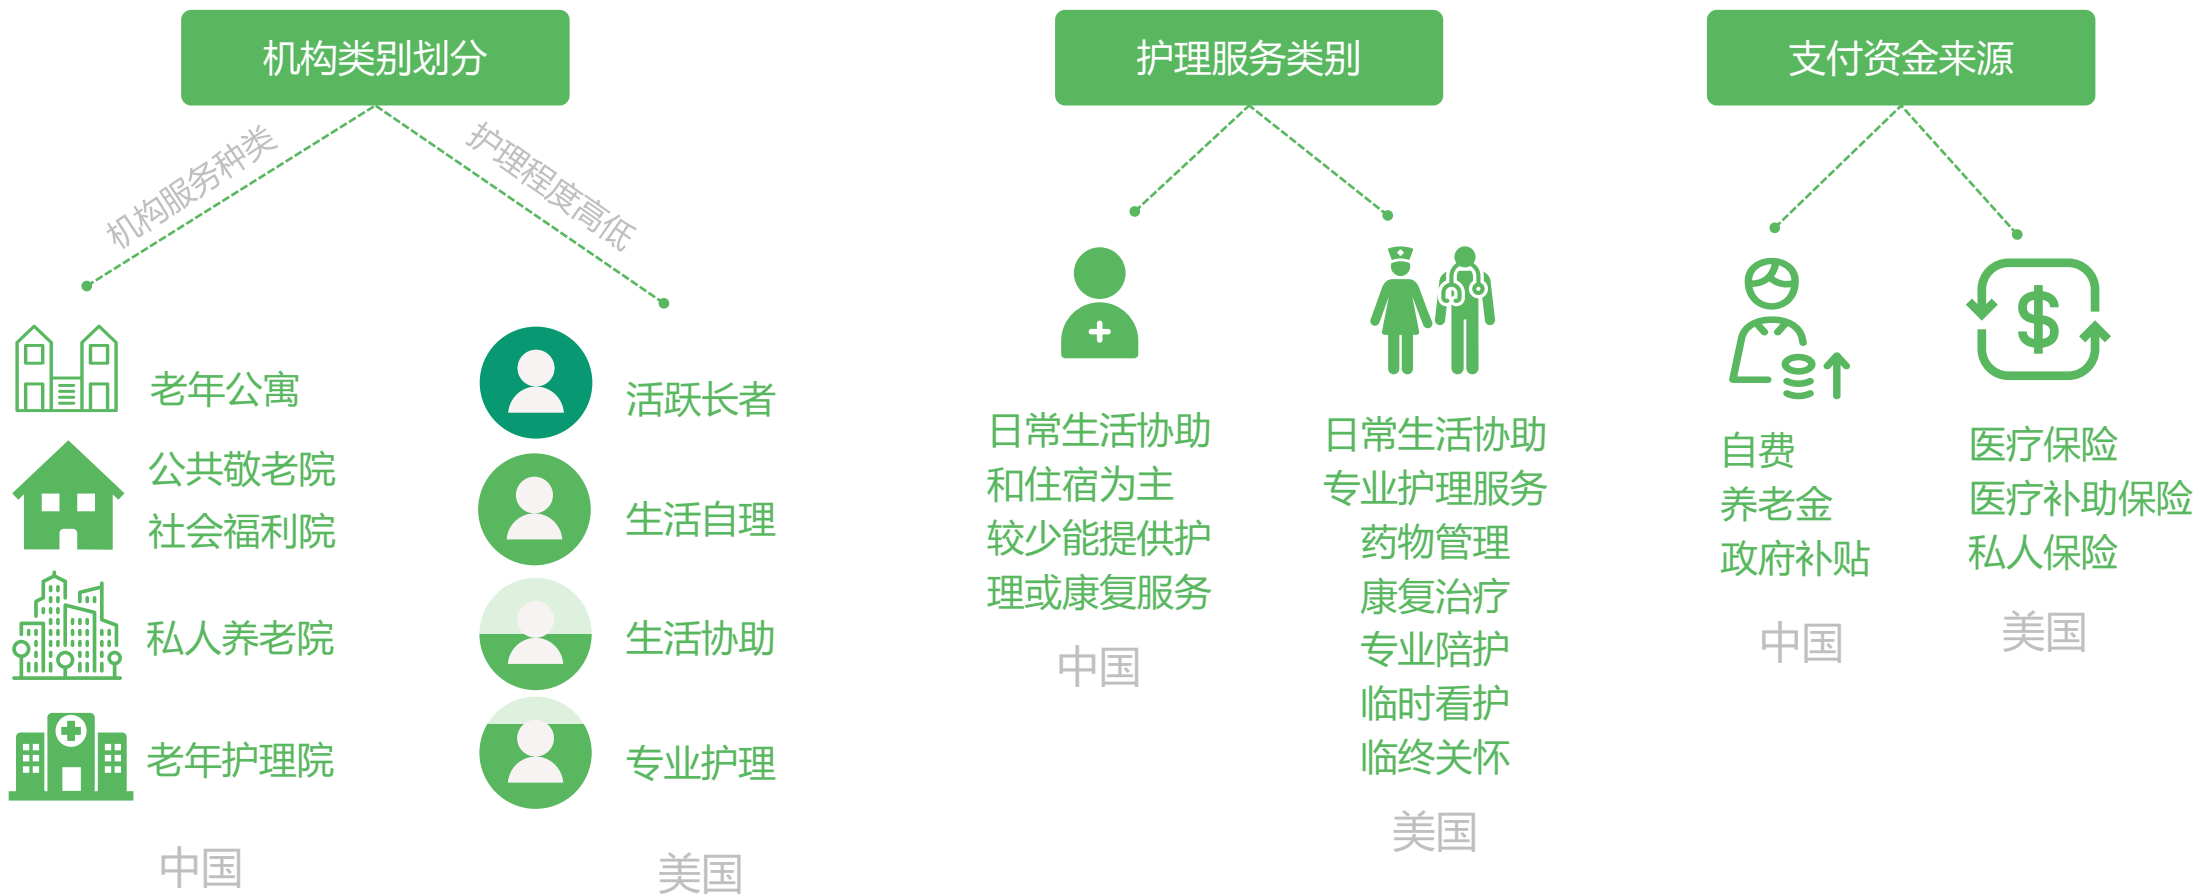 机构类别划分
机构服务种类
护理程度高低
老年公寓
公共敬老院
社会福利院
私人养老院
老年护理院
中国
活跃长者
生活自理
生活协助
专业护理
美国
护理服务类别
日常生活协助
和住宿为主
较少能提供护
理或康复服务
中国
日常生活协助
专业护理服务
药物管理
康复治疗
专业陪护
临时看护
临终关怀
美国
支付资金来源
自费
养老金
政府补贴
中国
医疗保险
医疗补助保险
私人保险
美国